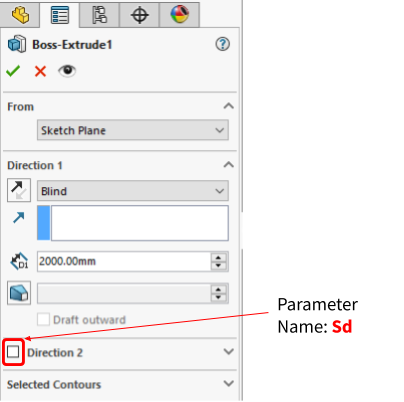 Boss-Extrude1
?
From
Sketch Plane
Direction 1
Blind
D1
2000.00mm
Draft outward
Parameter
Name: Sd
Direction 2
Selected Contours